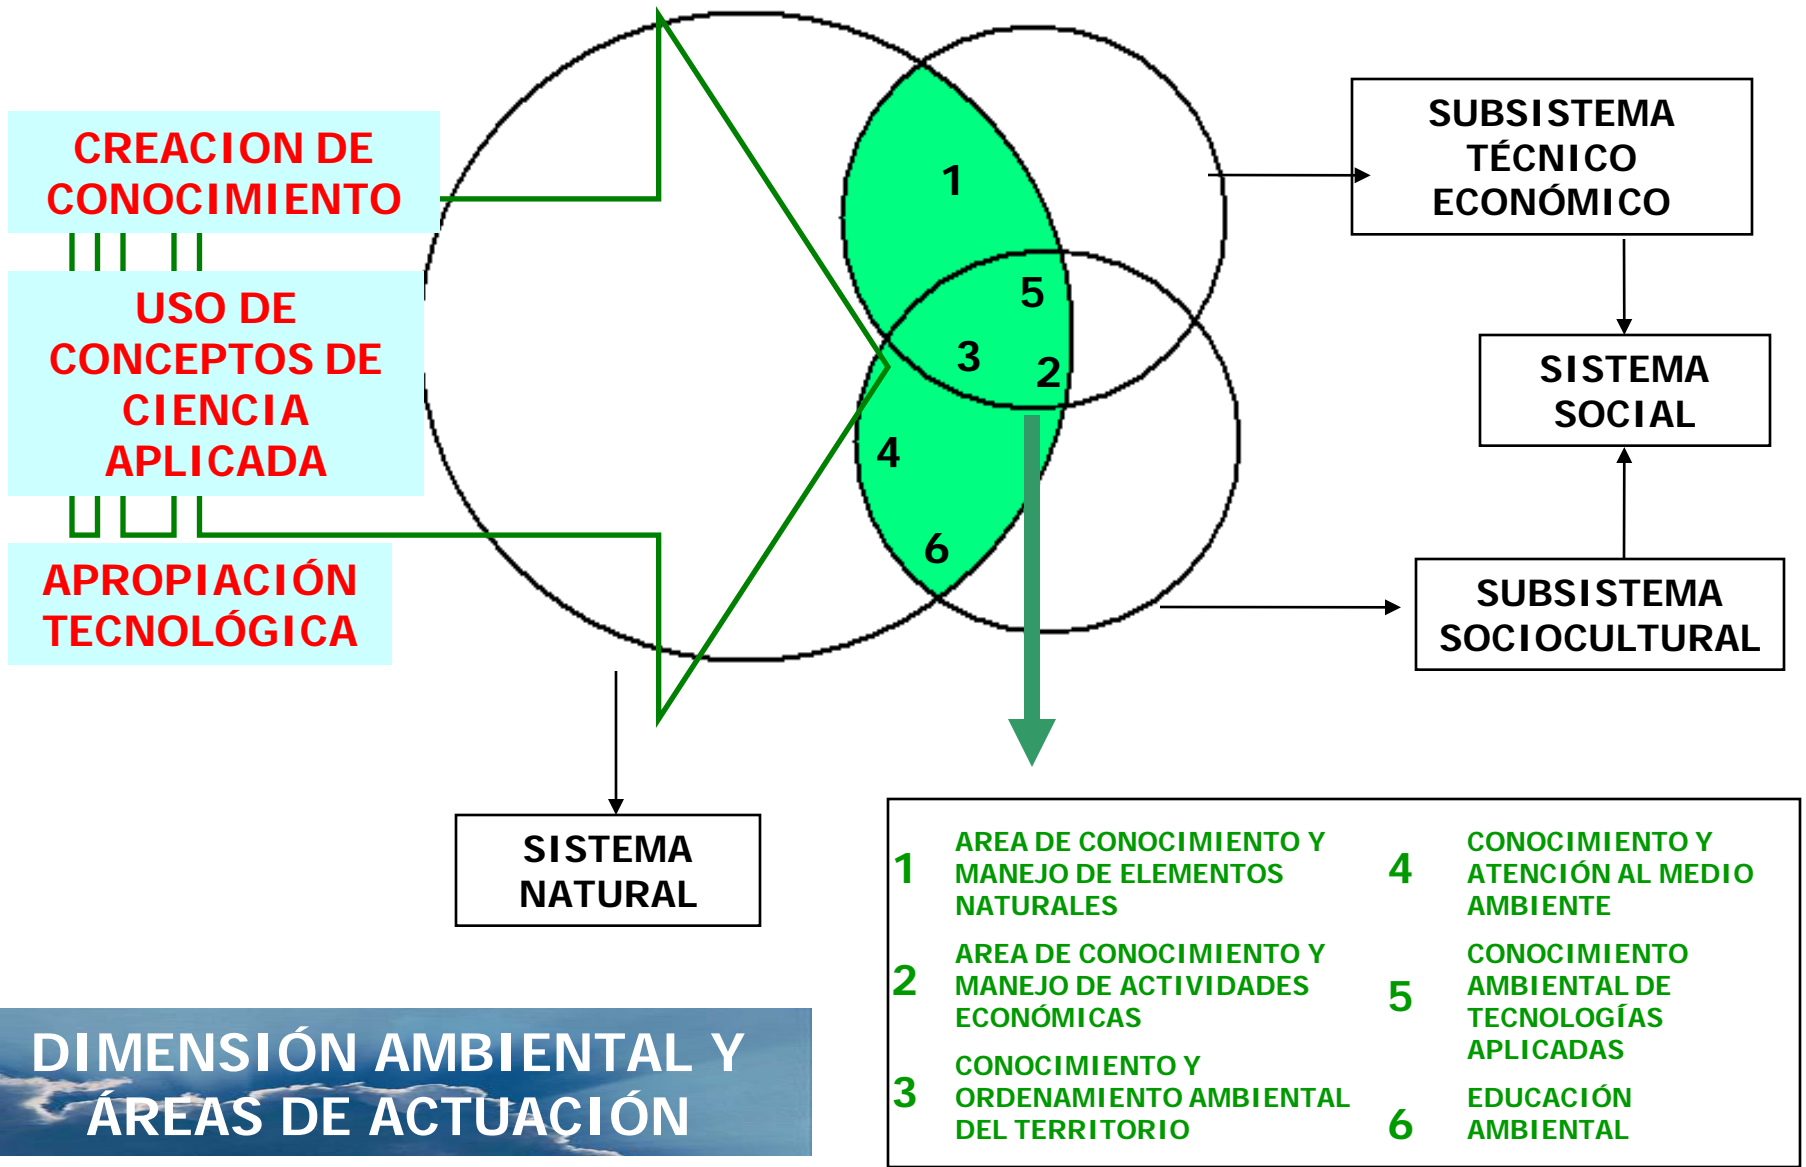 CREACION DE
CONOCIMIENTO
USO DE
CONCEPTOS DE
CIENCIA
APLICADA
APROPIACIÓN
TECNOLÓGICA
1
5
3
2
4
6
SUBSISTEMA
TÉCNICO
ECONÓMICO
SISTEMA
SOCIAL
SUBSISTEMA
SOCIOCULTURAL
SISTEMA
NATURAL
1 AREA DE CONOCIMIENTO Y
MANEJO DE ELEMENTOS
NATURALES
2 AREA DE CONOCIMIENTO Y
MANEJO DE ACTIVIDADES
ECONÓMICAS
3 CONOCIMIENTO Y
ORDENAMIENTO AMBIENTAL
DEL TERRITORIO
4 CONOCIMIENTO Y
ATENCIÓN AL MEDIO
AMBIENTE
5 CONOCIMIENTO
AMBIENTAL DE
TECNOLOGÍAS
APLICADAS
6 EDUCACIÓN
AMBIENTAL
DIMENSIÓN AMBIENTAL Y
ÁREAS DE ACTUACIÓN